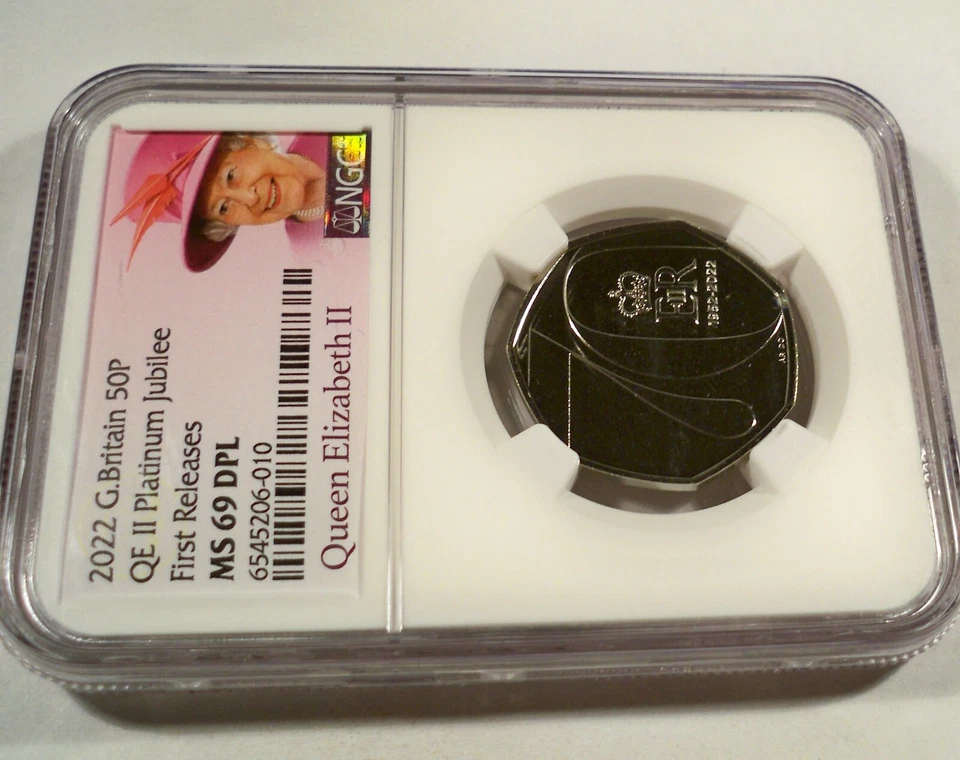 NGC
2022 G.Britain 50P
QE II Platinum Jubilee
First Releases
MS 69 DPL
6545206-010
Queen Elizabeth II
EIIR
1952-2022